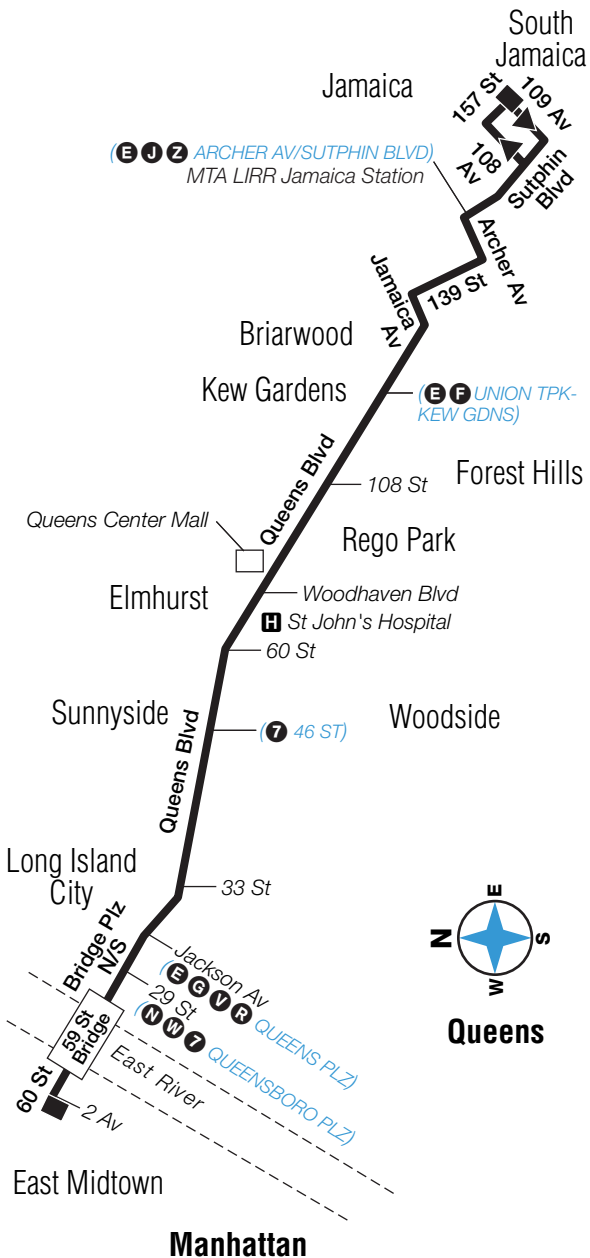 South
Jamaica
Jamaica
157 St
109 Av
108
Av
Sutphin
Blvd
(E J Z ARCHER AV/SUTPHIN BLVD)
MTA LIRR Jamaica Station
Archer Av
139 St
Jamaica
Av
Briarwood
Kew Gardens
(E F UNION TPK-
KEW GDNS)
Queens Blvd
108 St
Forest Hills
Queens Center Mall
Rego Park
Elmhurst
Woodhaven Blvd
H St John's Hospital
60 St
Sunnyside
(7 46 ST)
Woodside
Queens Blvd
Long Island
City
33 St
Bridge Plz
N/S
Jackson Av
(E G V R QUEENS PLZ)
29 St
(N W 7 QUEENSBORO PLZ)
E
N
S
W
Queens
59 St
Bridge
East River
60 St
2 Av
East Midtown
Manhattan